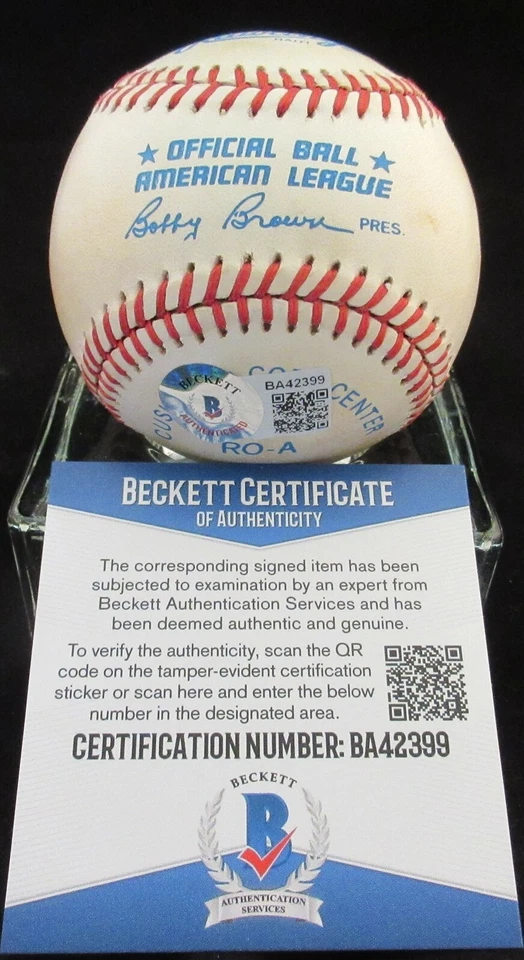 HAITI
★ OFFICIAL BALL ★
AMERICAN LEAGUE
Bobby Brown PRES.
BECKETT
B
AUTHENTICATED
BA42399
CENTER
RO-A
BECKETT CERTIFICATE
OF AUTHENTICITY
The corresponding signed item has been
subjected to examination by an expert from
Beckett Authentication Services and has
been deemed authentic and genuine.
To verify the authenticity, scan the QR
code on the tamper-evident certification
sticker or scan here and enter the below
number in the designated area.
CERTIFICATION NUMBER: BA42399
BECKETT
B
AUTHENTICATION
SERVICES